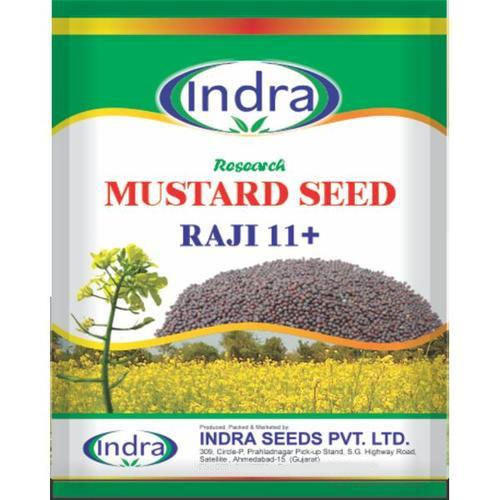 Indra
Research
MUSTARD SEED
RAJI 11+
Indra
Produced, Packed & Marketed by:
INDRA SEEDS PVT. LTD.
309, Circle-P, Prahladnagar Pick-up Stand, S.G. Highway Road,
Satellite , Ahmedabad-15. (Gujarat)